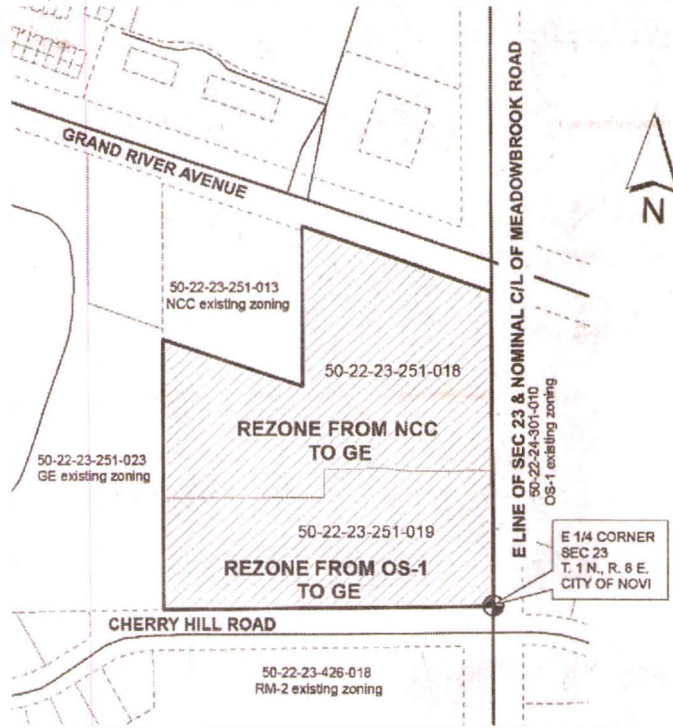 GRAND RIVER AVENUE
E LINE OF SEC 23 & NOMINAL C/L OF MEADOWBROOK ROAD
N
50-22-23-251-013
NCC existing zoning
50-22-23-251-018
REZONE FROM NCC
TO GE
50-22-24-301-010
OS-1 existing zoning
50-22-23-251-023
GE existing zoning
50-22-23-251-019
REZONE FROM OS-1
TO GE
E 1/4 CORNER
SEC 23
T. 1 N., R. 8 E.
CITY OF NOVI
CHERRY HILL ROAD
50-22-23-426-018
RM-2 existing zoning